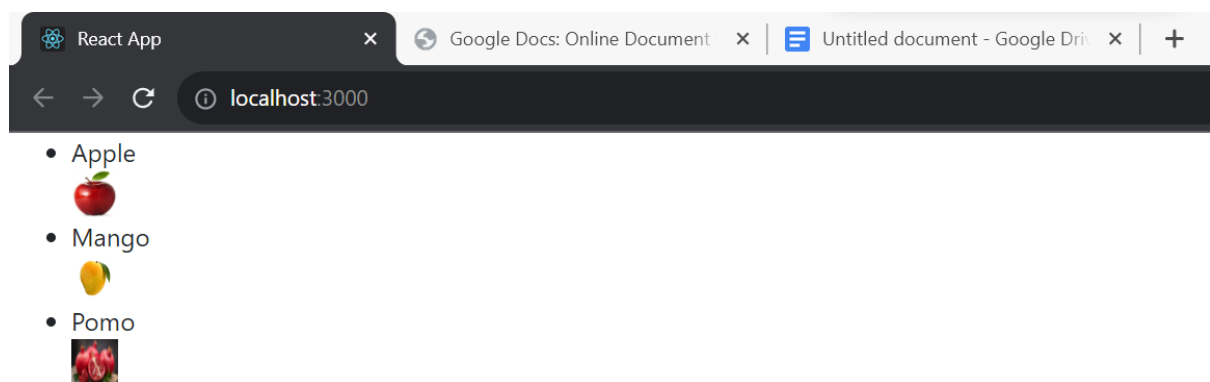 React App
Google Docs: Online Document
Untitled document - Google Driv
localhost:3000
Apple
Mango
Pomo